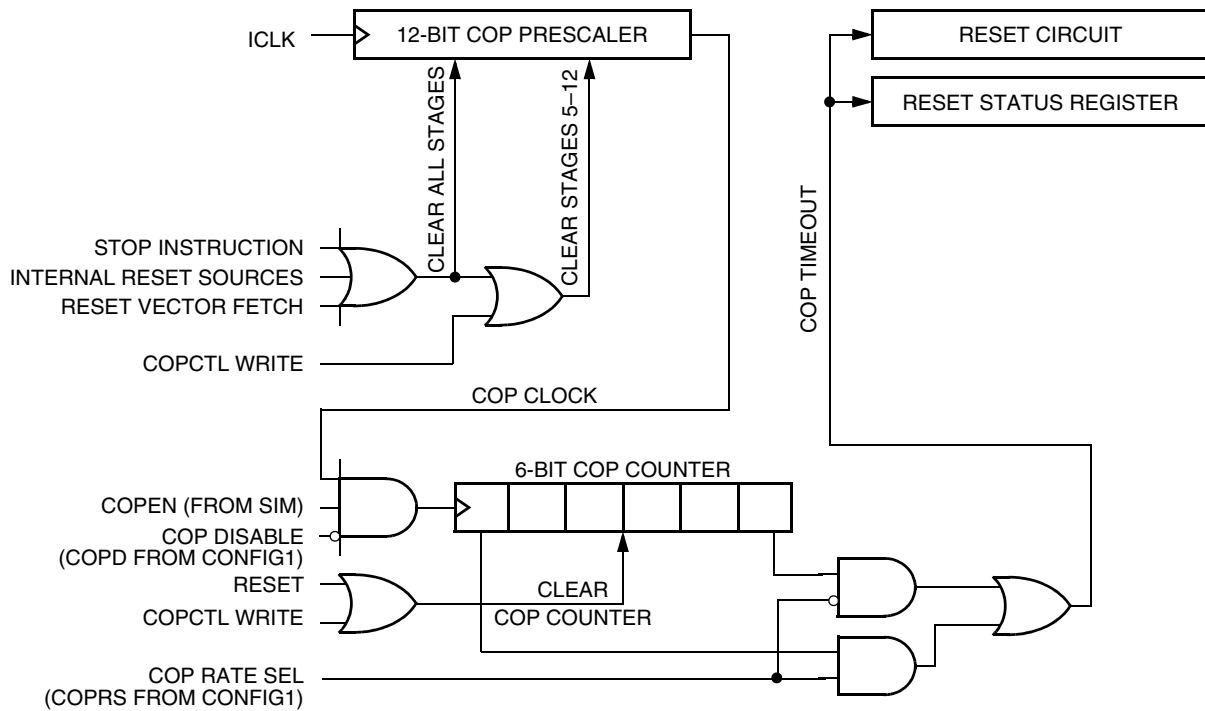 ICLK
12-BIT COP PRESCALER
RESET CIRCUIT
RESET STATUS REGISTER
CLEAR ALL STAGES
CLEAR STAGES 5–12
COP TIMEOUT
STOP INSTRUCTION
INTERNAL RESET SOURCES
RESET VECTOR FETCH
COPCTL WRITE
COP CLOCK
6-BIT COP COUNTER
COPEN (FROM SIM)
COP DISABLE
(COPD FROM CONFIG1)
RESET
COPCTL WRITE
CLEAR
COP COUNTER
COP RATE SEL
(COPRS FROM CONFIG1)